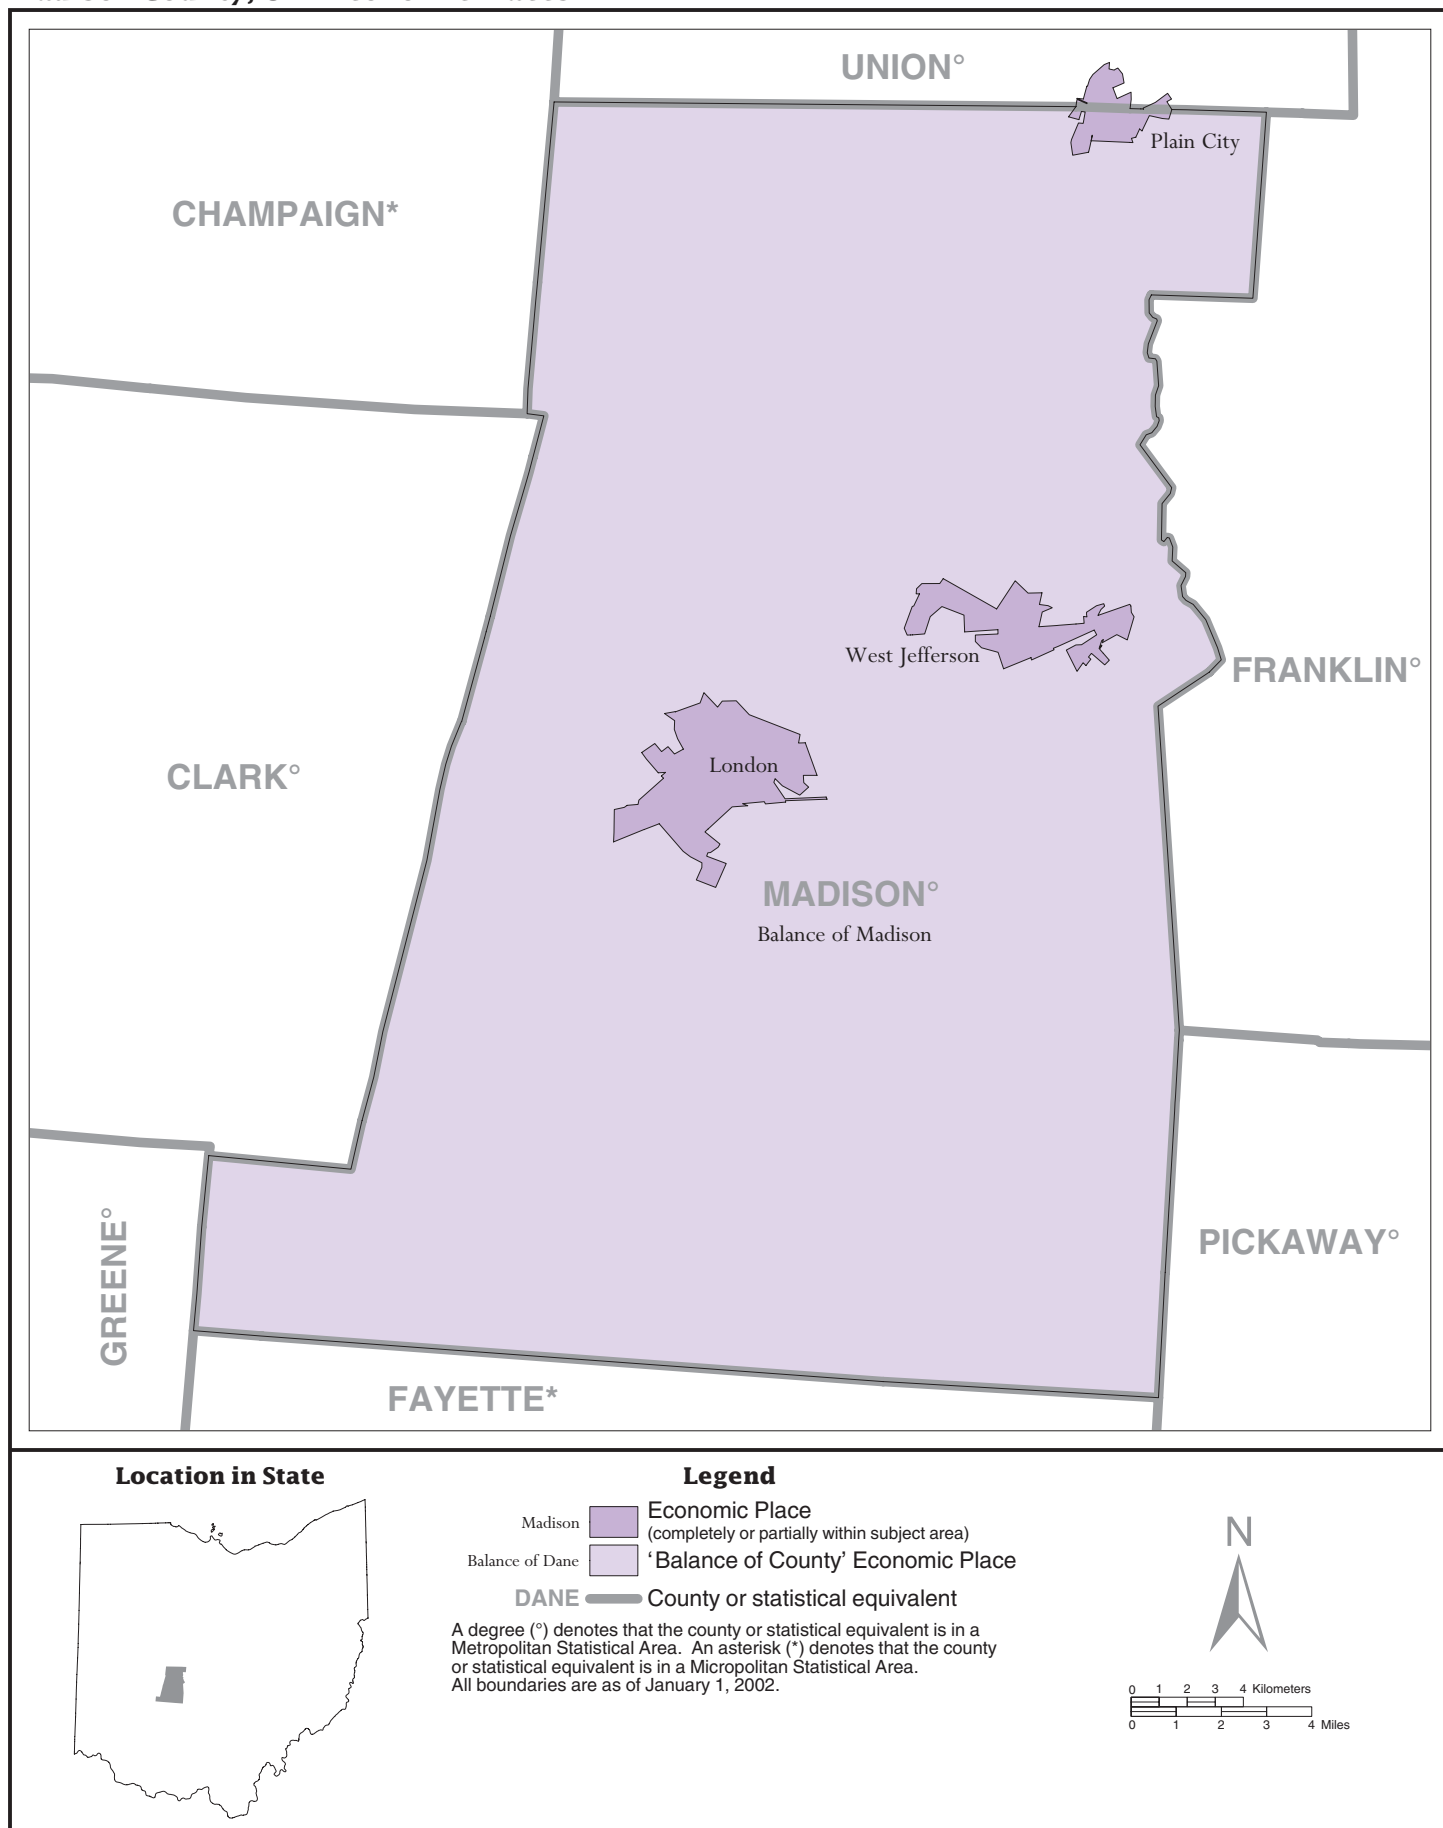 UNION°
Plain City
CHAMPAIGN*
West Jefferson
FRANKLIN°
London
CLARK°
MADISON°
Balance of Madison
GREENE°
PICKAWAY°
FAYETTE*
Location in State
Legend
Madison
Economic Place
(completely or partially within subject area)
Balance of Dane
‘Balance of County’ Economic Place
DANE
County or statistical equivalent
A degree (°) denotes that the county or statistical equivalent is in a
Metropolitan Statistical Area. An asterisk (*) denotes that the county
or statistical equivalent is in a Micropolitan Statistical Area.
All boundaries are as of January 1, 2002.
N
0 1 2 3 4 Kilometers
0 1 2 3 4 Miles